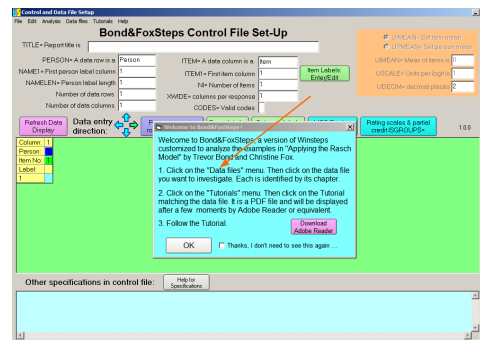 Control and Data File Setup
File Edit Analysis Data files Tutorials Help
Bond&FoxSteps Control File Set-Up
TITLE= Report title is
UIMEAN= Set item mean
UPMEAN= Set person mean
PERSON= A data row is a: Person
ITEM= A data column is a: Item
UIMEAN= Mean of items is 0
NAME1= First person label column 1
ITEM1= First item column 1
Item Labels: Enter/Edit
USCALE= Units per logit is 1
NAMELEN= Person label length 1
NI= Number of items 1
UDECIM= decimal places 2
Number of data rows 1
XWIDE= columns per response 1
Number of data columns 1
CODES= Valid codes
Refresh Data Display
Data entry direction:
Rating scales & partial credit ISGROUPS=
1.0.0
Column: 1
Person:
Item No: 1
Label:
1
Welcome to Bond&FoxSteps !
Welcome to Bond&FoxSteps, a version of Winsteps
customized to analyze the examples in "Applying the Rasch
Model" by Trevor Bond and Christine Fox.
1. Click on the "Data files" menu. Then click on the data file
you want to investigate. Each is identified by its chapter.
2. Click on the "Tutorials" menu. Then click on the Tutorial
matching the data file. It is a PDF file and will be displayed
after a few moments by Adobe Reader or equivalent.
3. Follow the Tutorial.
Download
Adobe Reader
OK
Thanks, I don't need to see this again ...
Other specifications in control file:
Help for
Specifications